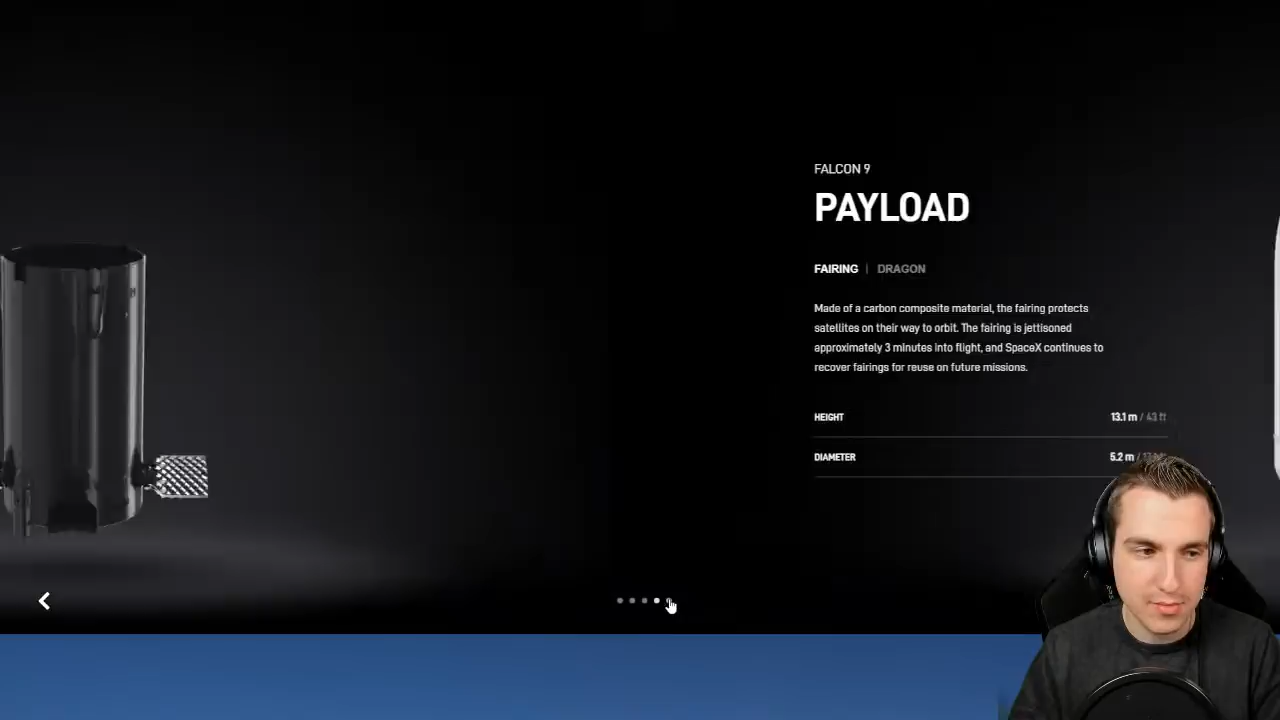 FALCON 9
PAYLOAD
FAIRING | DRAGON
Made of a carbon composite material, the fairing protects
satellites on their way to orbit. The fairing is jettisoned
approximately 3 minutes into flight, and SpaceX continues to
recover fairings for reuse on future missions.
HEIGHT 13.1 m / 43 ft
DIAMETER 5.2 m /